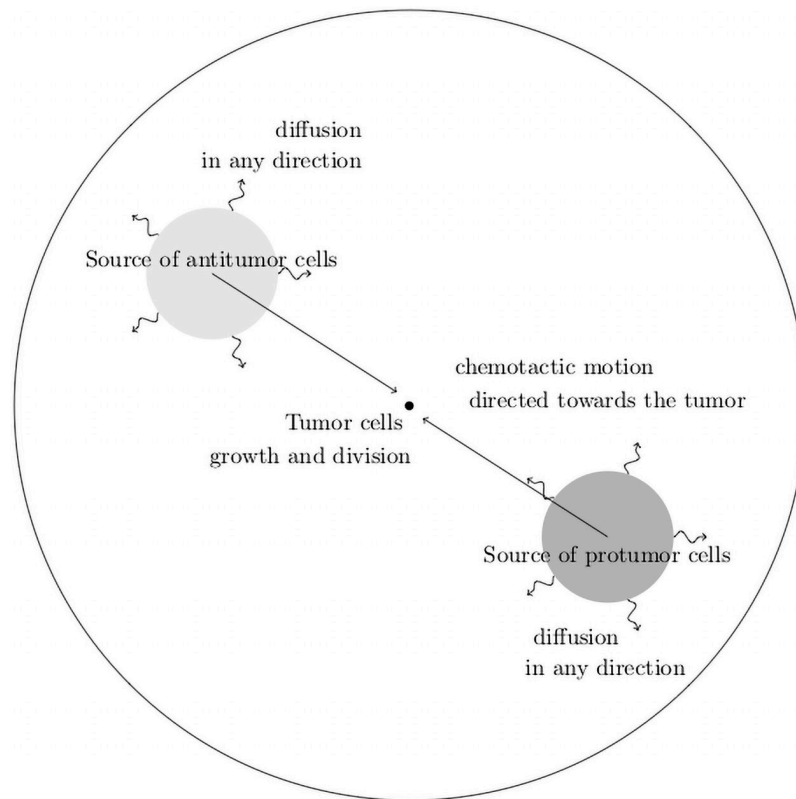 diffusion
in any direction
Source of antitumor cells
chemotactic motion
directed towards the tumor
Tumor cells
growth and division
Source of protumor cells
diffusion
in any direction